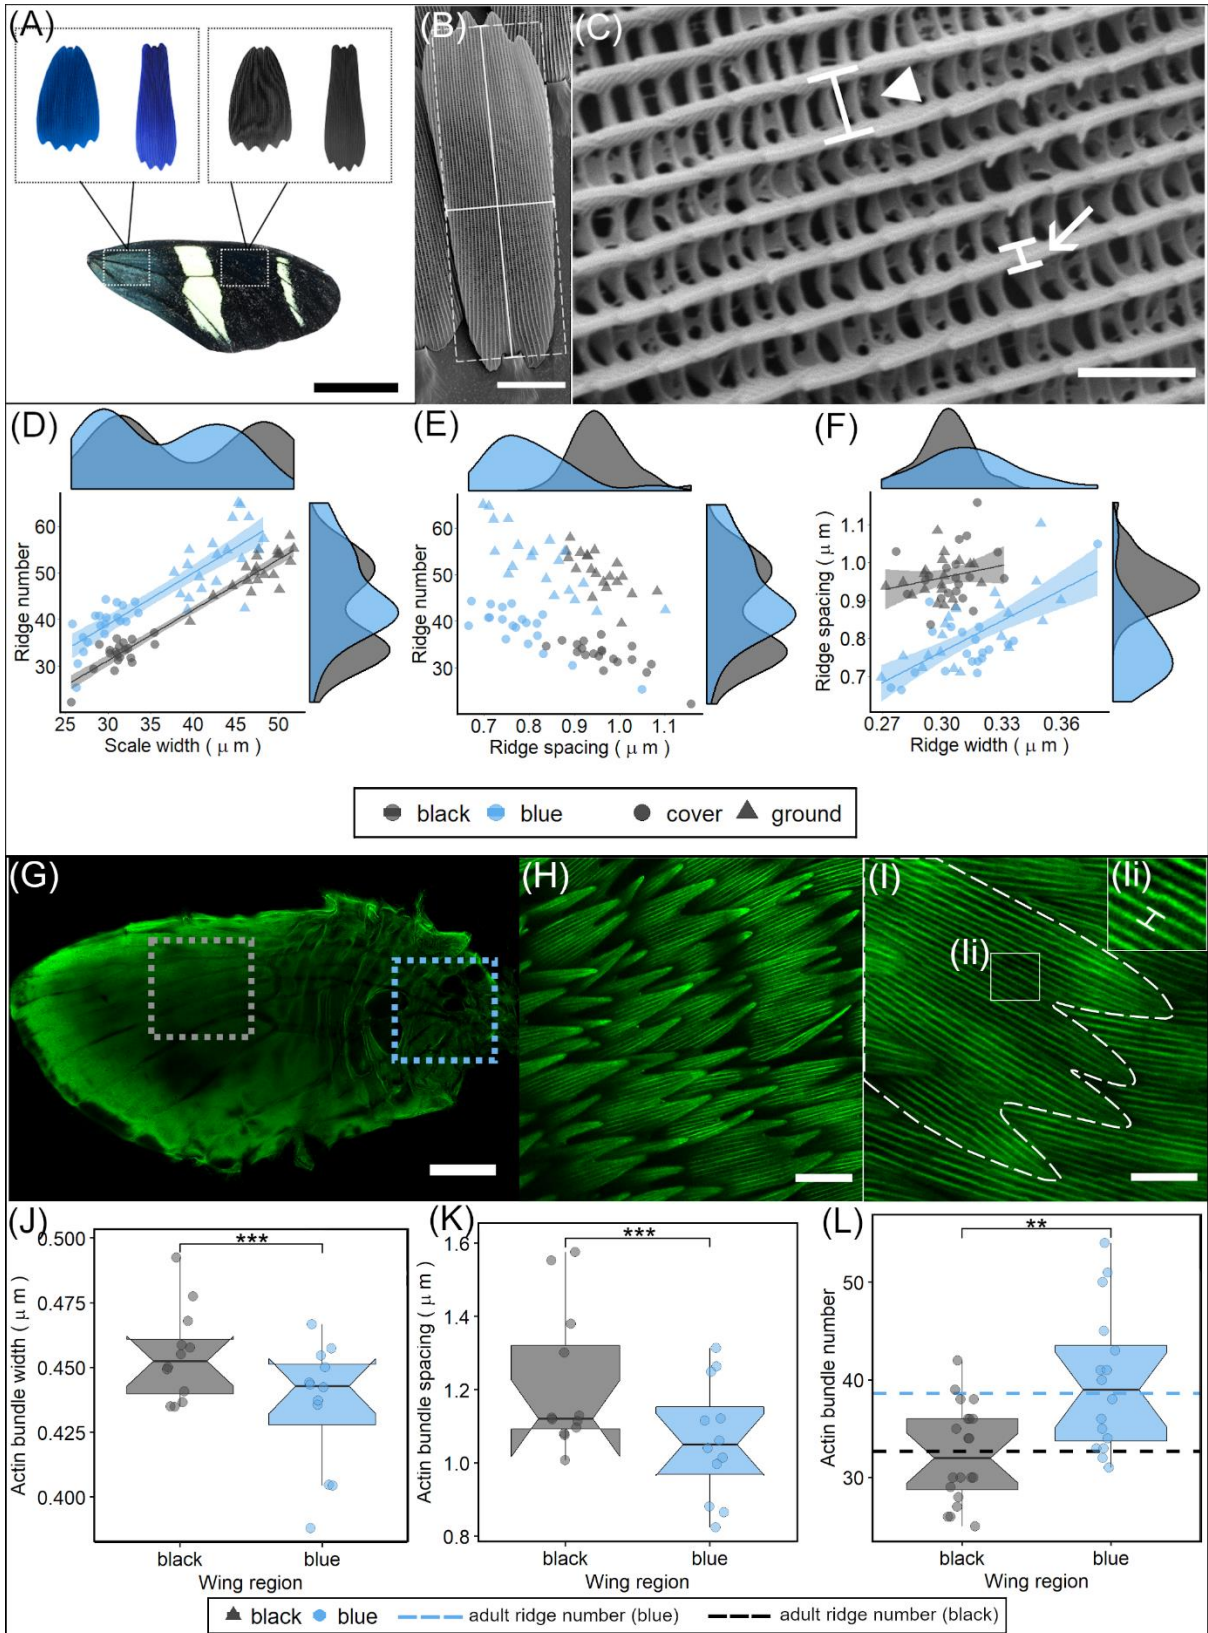 (A)
(B)
(C)
(D)
(E)
(F)
Ridge number
60
50
40
30
25 30 35 40 45 50
Scale width ( μ m )
Ridge number
60
50
40
30
0.7 0.8 0.9 1.0 1.1
Ridge spacing ( μ m )
Ridge spacing ( μ m )
1.1
1.0
0.9
0.8
0.7
0.27 0.30 0.33 0.36
Ridge width ( μ m )
black blue cover ground
(G)
(H)
(I)
(Ii)
(Ii)
(J)
(K)
(L)
Actin bundle width ( μ m )
0.500
0.475
0.450
0.425
0.400
***
black blue
Wing region
Actin bundle spacing ( μ m )
1.6
1.4
1.2
1.0
0.8
***
black blue
Wing region
Actin bundle number
50
40
30
**
black blue
Wing region
black blue adult ridge number (blue) adult ridge number (black)